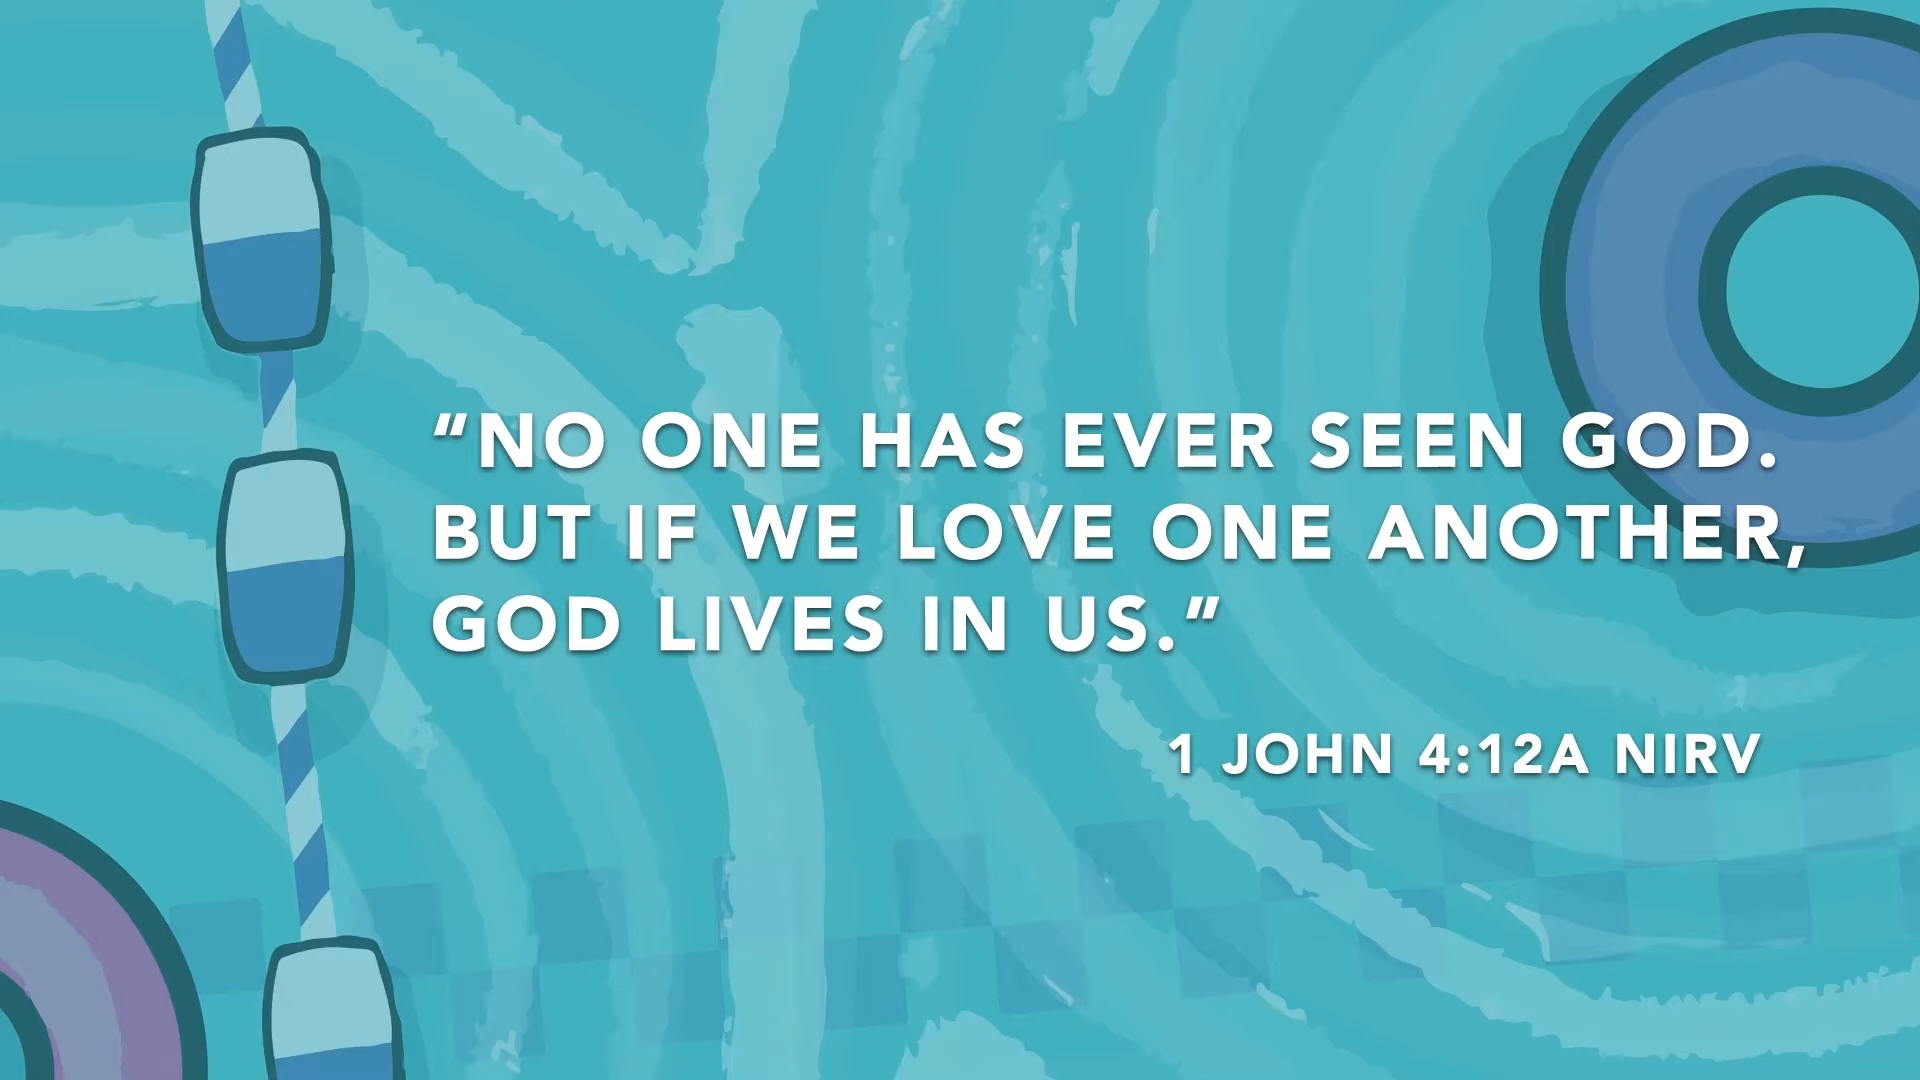 “NO ONE HAS EVER SEEN GOD.
BUT IF WE LOVE ONE ANOTHER,
GOD LIVES IN US.”
1 JOHN 4:12A NIRV